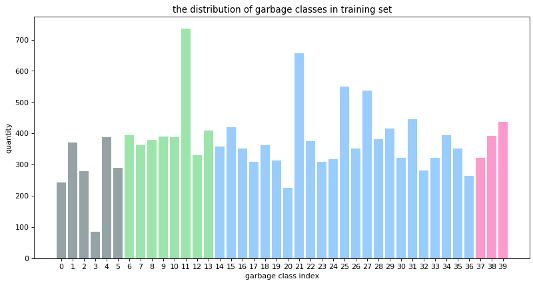 the distribution of garbage classes in training set
quantity
700
600
500
400
300
200
100
0
0 1 2 3 4 5 6 7 8 9 10 11 12 13 14 15 16 17 18 19 20 21 22 23 24 25 26 27 28 29 30 31 32 33 34 35 36 37 38 39
garbage class index